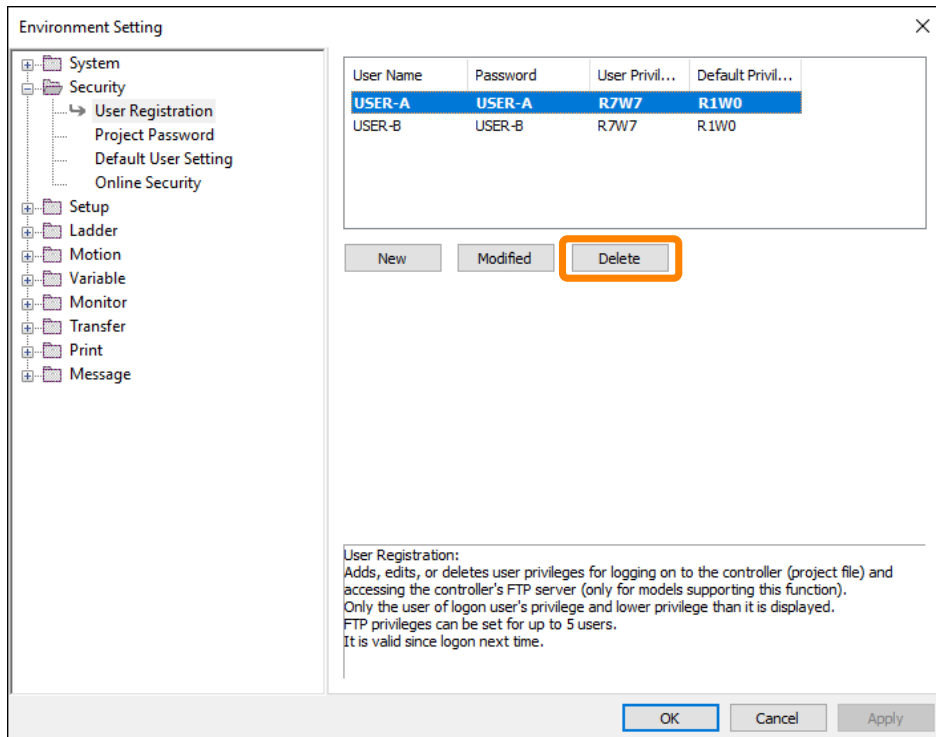 Environment Setting
System
Security
User Registration
Project Password
Default User Setting
Online Security
Setup
Ladder
Motion
Variable
Monitor
Transfer
Print
Message
User Name Password User Privil... Default Privil...
USER-A USER-A R7W7 R1W0
USER-B USER-B R7W7 R1W0
New Modified Delete
User Registration:
Adds, edits, or deletes user privileges for logging on to the controller (project file) and
accessing the controller's FTP server (only for models supporting this function).
Only the user of logon user's privilege and lower privilege than it is displayed.
FTP privileges can be set for up to 5 users.
It is valid since logon next time.
OK Cancel Apply